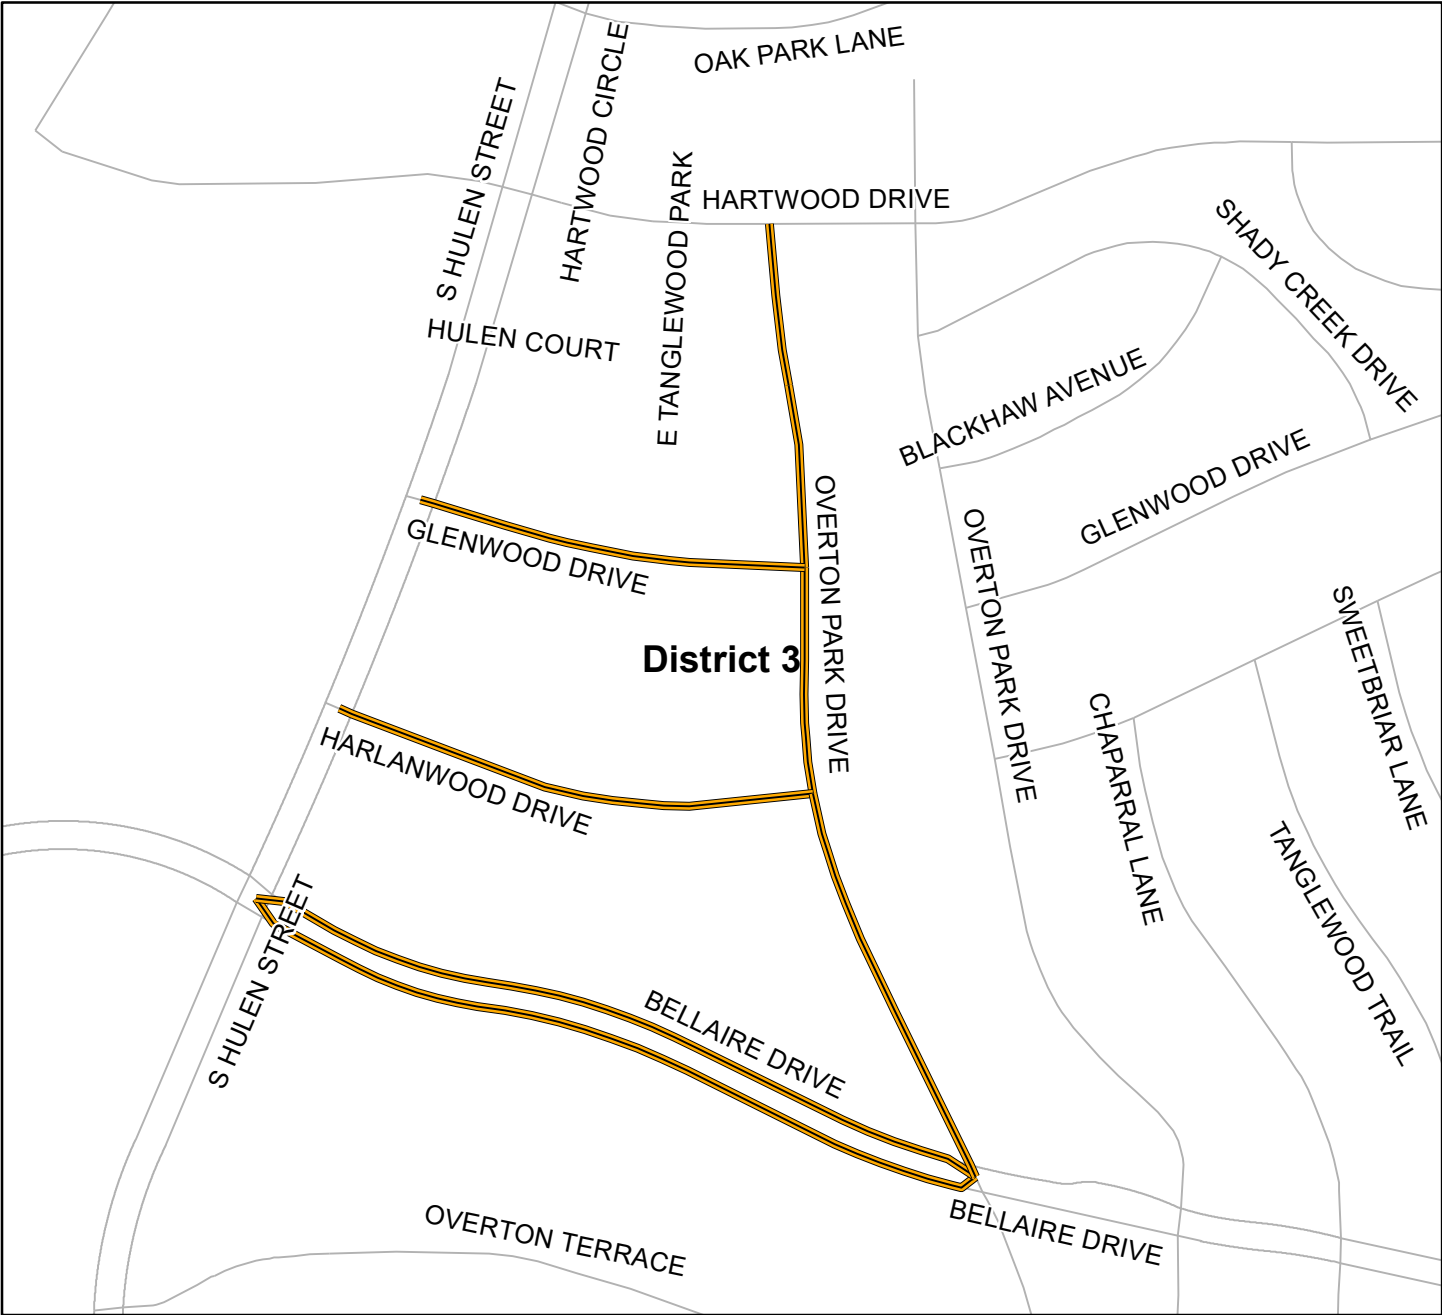 OAK PARK LANE
S HULEN STREET
HARTWOOD CIRCLE
E TANGLEWOOD PARK
HARTWOOD DRIVE
SHADY CREEK DRIVE
HULEN COURT
BLACKHAW AVENUE
GLENWOOD DRIVE
GLENWOOD DRIVE
OVERTON PARK DRIVE
OVERTON PARK DRIVE
District 3
SWEETBRIAR LANE
CHAPARRAL LANE
HARLANWOOD DRIVE
TANGLEWOOD TRAIL
S HULEN STREET
BELLAIRE DRIVE
BELLAIRE DRIVE
OVERTON TERRACE